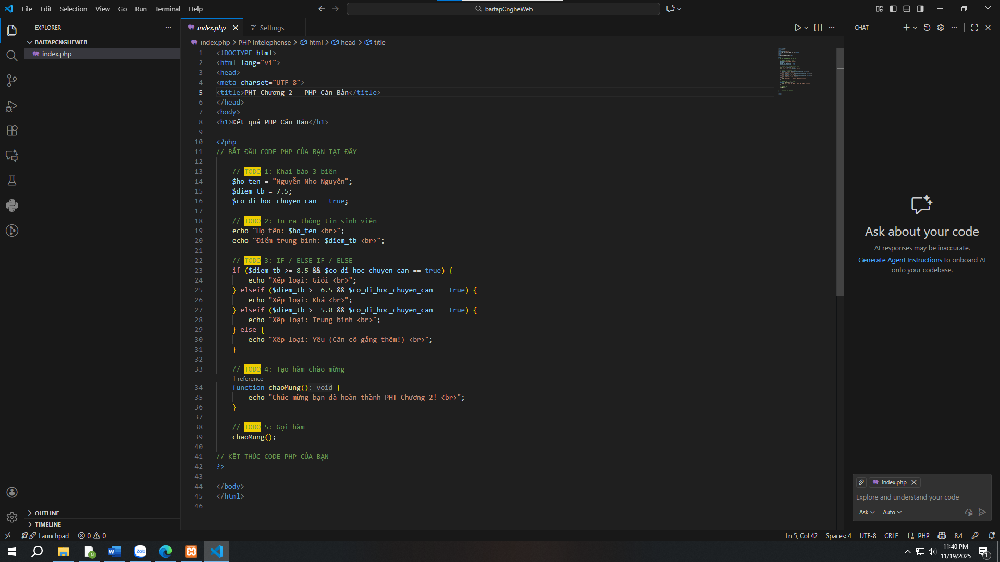 File Edit Selection View Go Run Terminal Help
baitapCngheWeb
EXPLORER
BAITAPCNGHEWEB
index.php
OUTLINE
TIMELINE
index.php
Settings
index.php > PHP Intelephense > html > head > title
1 <!DOCTYPE html>
2 <html lang="vi">
3 <head>
4 <meta charset="UTF-8">
5 <title>PHT Chương 2 - PHP Căn Bản</title>
6 </head>
7 <body>
8 <h1>Kết quả PHP Căn Bản</h1>
9
10 <?php
11 // BẮT ĐẦU CODE PHP CỦA BẠN TẠI ĐÂY
12
13 // TODO 1: Khai báo 3 biến
14 $ho_ten = "Nguyễn Nho Nguyên";
15 $diem_tb = 7.5;
16 $co_di_hoc_chuyen_can = true;
17
18 // TODO 2: In ra thông tin sinh viên
19 echo "Họ tên: $ho_ten <br>";
20 echo "Điểm trung bình: $diem_tb <br>";
21
22 // TODO 3: IF / ELSE IF / ELSE
23 if ($diem_tb >= 8.5 && $co_di_hoc_chuyen_can == true) {
24 echo "Xếp loại: Giỏi <br>";
25 } elseif ($diem_tb >= 6.5 && $co_di_hoc_chuyen_can == true) {
26 echo "Xếp loại: Khá <br>";
27 } elseif ($diem_tb >= 5.0 && $co_di_hoc_chuyen_can == true) {
28 echo "Xếp loại: Trung bình <br>";
29 } else {
30 echo "Xếp loại: Yếu (Cần cố gắng thêm!) <br>";
31 }
32
33 // TODO 4: Tạo hàm chào mừng
1 reference
34 function chaoMung(): void {
35 echo "Chúc mừng bạn đã hoàn thành PHT Chương 2! <br>";
36 }
37
38 // TODO 5: Gọi hàm
39 chaoMung();
40
41 // KẾT THÚC CODE PHP CỦA BẠN
42 ?>
43
44 </body>
45 </html>
46
CHAT
Ask about your code
AI responses may be inaccurate.
Generate Agent Instructions to onboard AI
onto your codebase.
index.php
Explore and understand your code
Ask Auto
Launchpad 0 0
Ln 5, Col 42 Spaces: 4 UTF-8 CRLF PHP 8.4
Zalo
11:40 PM
11/19/2025
1